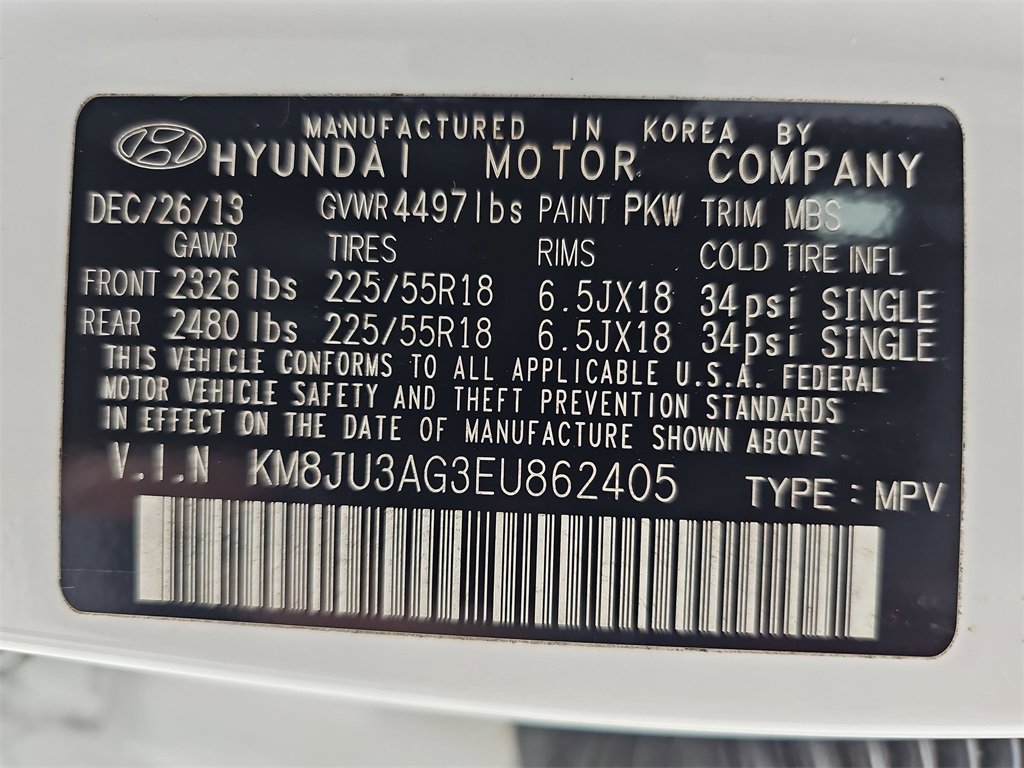 MANUFACTURED IN KOREA BY
HYUNDAI MOTOR COMPANY
DEC/26/13 GVWR 4497lbs PAINT PKW TRIM MBS
GAWR TIRES RIMS COLD TIRE INFL
FRONT 2326 lbs 225/55R18 6.5JX18 34psi SINGLE
REAR 2480 lbs 225/55R18 6.5JX18 34psi SINGLE
THIS VEHICLE CONFORMS TO ALL APPLICABLE U.S.A. FEDERAL
MOTOR VEHICLE SAFETY AND THEFT PREVENTION STANDARDS
IN EFFECT ON THE DATE OF MANUFACTURE SHOWN ABOVE
V.I.N KM8JU3AG3EU862405 TYPE : MPV